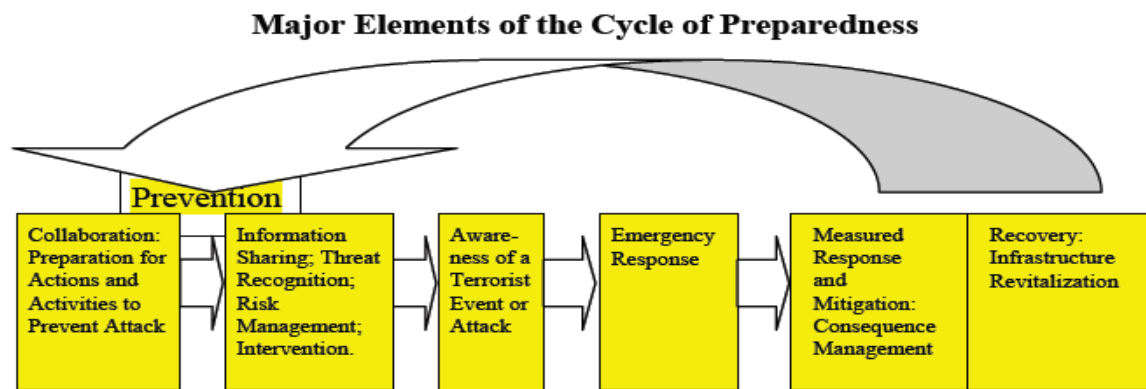 Major Elements of the Cycle of Preparedness
Prevention
Collaboration:
Preparation for
Actions and
Activities to
Prevent Attack
Information
Sharing; Threat
Recognition;
Risk
Management;
Intervention.
Aware-
ness of a
Terrorist
Event or
Attack
Emergency
Response
Measured
Response
and
Mitigation:
Consequence
Management
Recovery:
Infrastructure
Revitalization